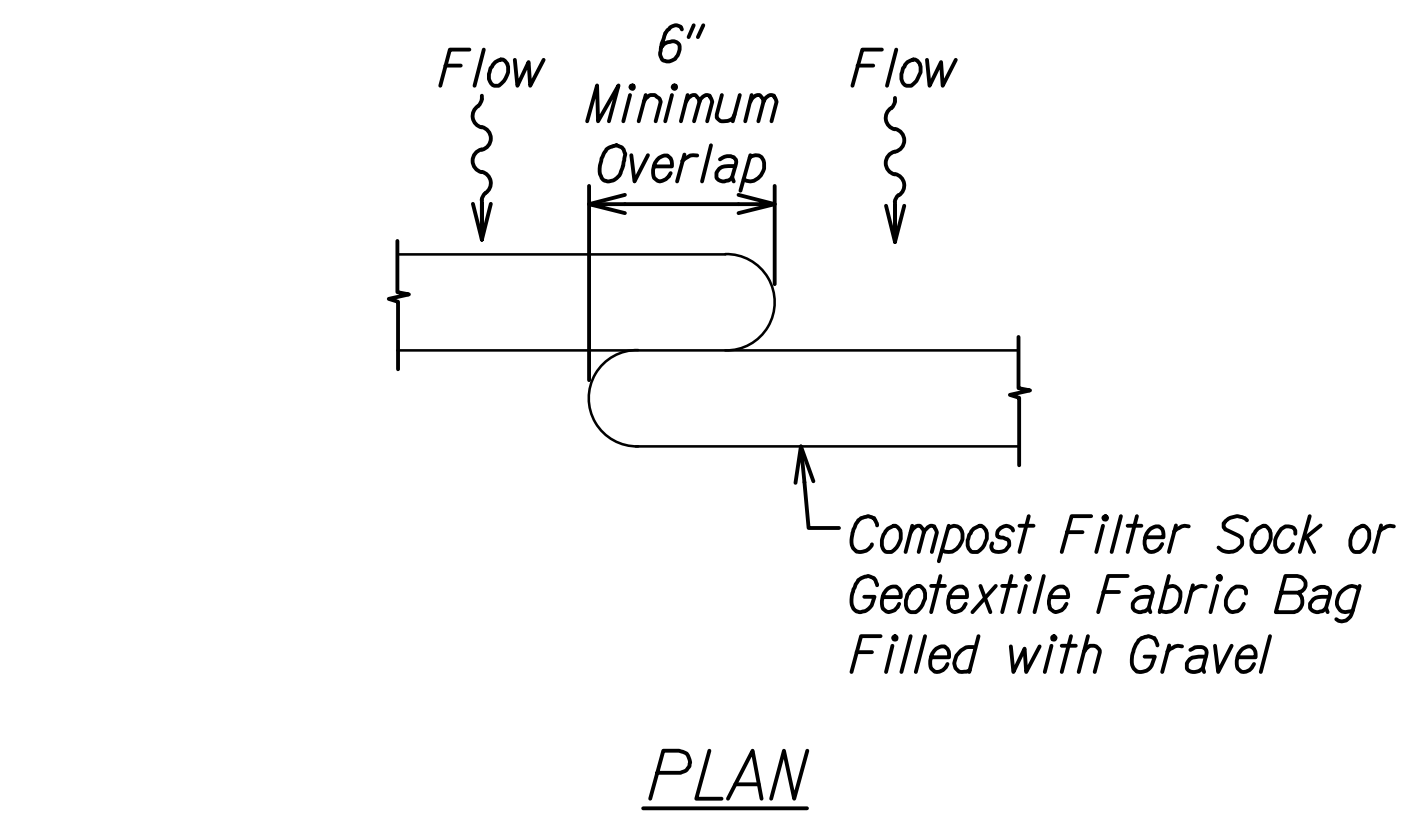 Flow
6"
Minimum
Overlap
Flow
Compost Filter Sock or
Geotextile Fabric Bag
Filled with Gravel
PLAN